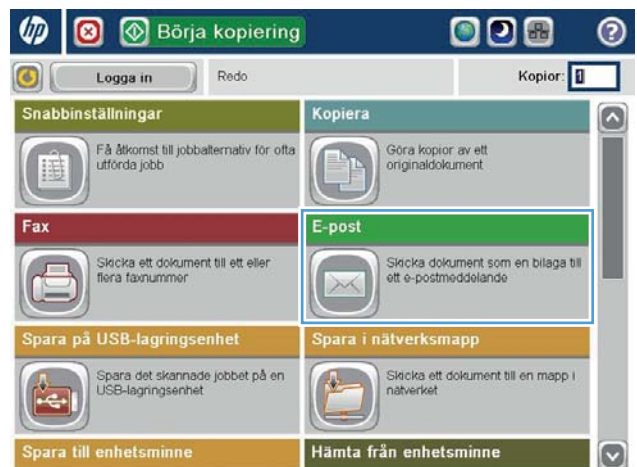 hp
Börja kopiering
?
Logga in
Redo
Kopior: 1
Snabbinställningar
Få åtkomst till jobbalternativ för ofta
utförda jobb
Kopiera
Göra kopior av ett
originaldokument
Fax
Skicka ett dokument till ett eller
flera faxnummer
E-post
Skicka dokument som en bilaga till
ett e-postmeddelande
Spara på USB-lagringsenhet
Spara det skannade jobbet på en
USB-lagringsenhet
Spara i nätverksmapp
Skicka ett dokument till en mapp i
nätverket
Spara till enhetsminne
Hämta från enhetsminne